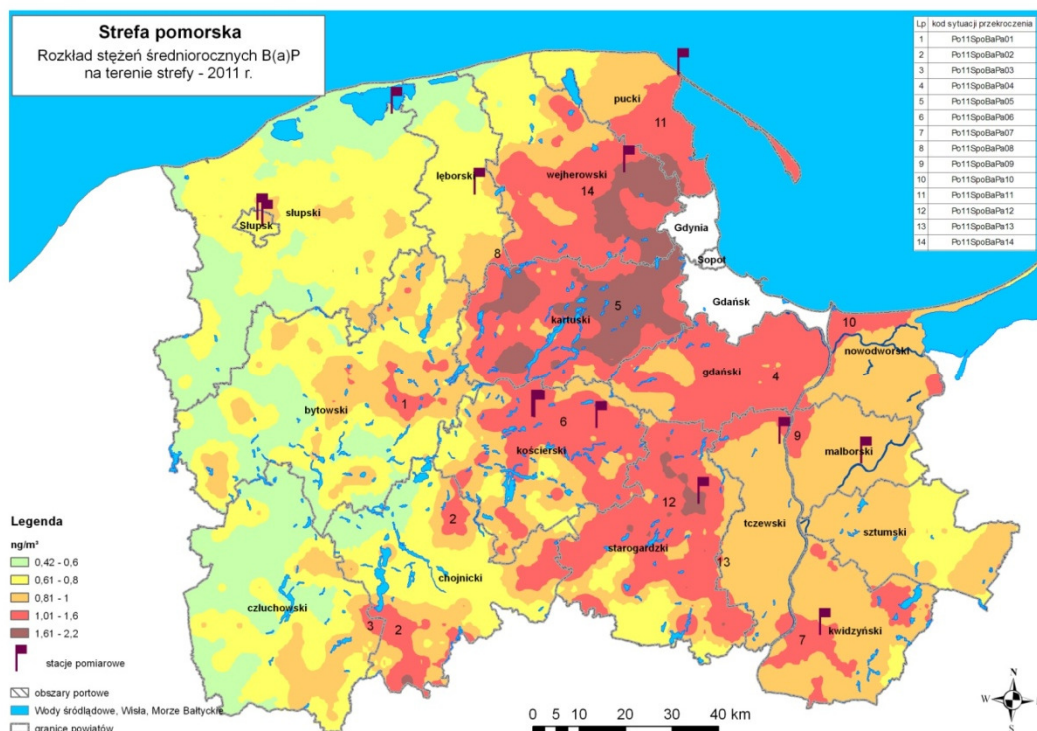 Strefa pomorska
Rozkład stężeń średniorocznych B(a)P
na terenie strefy - 2011 r.
Lp kod sytuacji przekroczenia
1 Po11SpoBaPa01
2 Po11SpoBaPa02
3 Po11SpoBaPa03
4 Po11SpoBaPa04
5 Po11SpoBaPa05
6 Po11SpoBaPa06
7 Po11SpoBaPa07
8 Po11SpoBaPa08
9 Po11SpoBaPa09
10 Po11SpoBaPa10
11 Po11SpoBaPa11
12 Po11SpoBaPa12
13 Po11SpoBaPa13
14 Po11SpoBaPa14
pucki
11
wejherowski
14
lęborski
Słupsk
słupski
Gdynia
Sopot
8
Gdańsk
5
kartuski
10
nowodworski
gdański
4
1
bytowski
6
kościerski
9
malborski
12
2
tczewski
sztumski
starogardzki
13
chojnicki
człuchowski
3
2
7
kwidzyński
Legenda
ng/m³
0,42 - 0,6
0,61 - 0,8
0,81 - 1
1,01 - 1,6
1,61 - 2,2
stacje pomiarowe
obszary portowe
Wody śródlądowe, Wisła, Morze Bałtyckie
granice powiatów
0 5 10 20 30 40 km
N
W
S